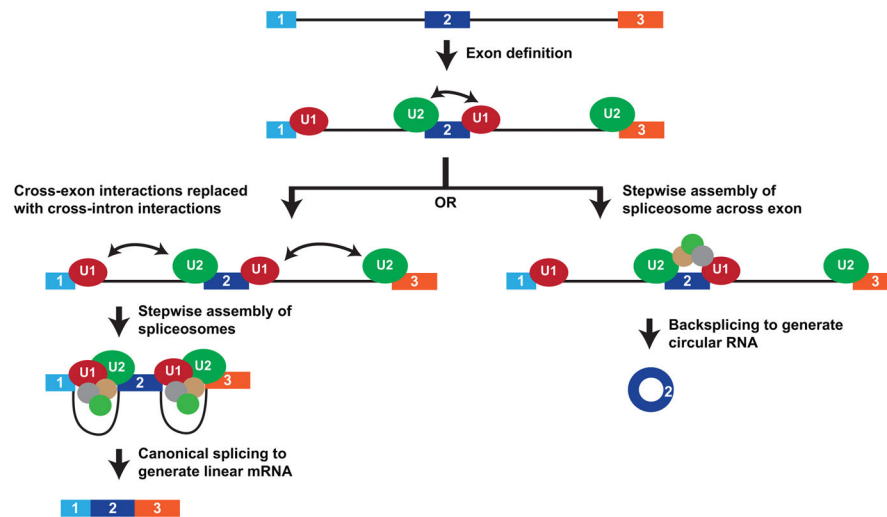 1 2 3
Exon definition
U1 U2 U1 U2
1 2 3
OR
Cross-exon interactions replaced
with cross-intron interactions
U1 U2 U1 U2
1 2 3
Stepwise assembly of
spliceosomes
U1 U2 U1 U2
1 2 3
Canonical splicing to
generate linear mRNA
1 2 3
Stepwise assembly of
spliceosome across exon
U1 U2 U1 U2
1 2 3
Backsplicing to generate
circular RNA
2